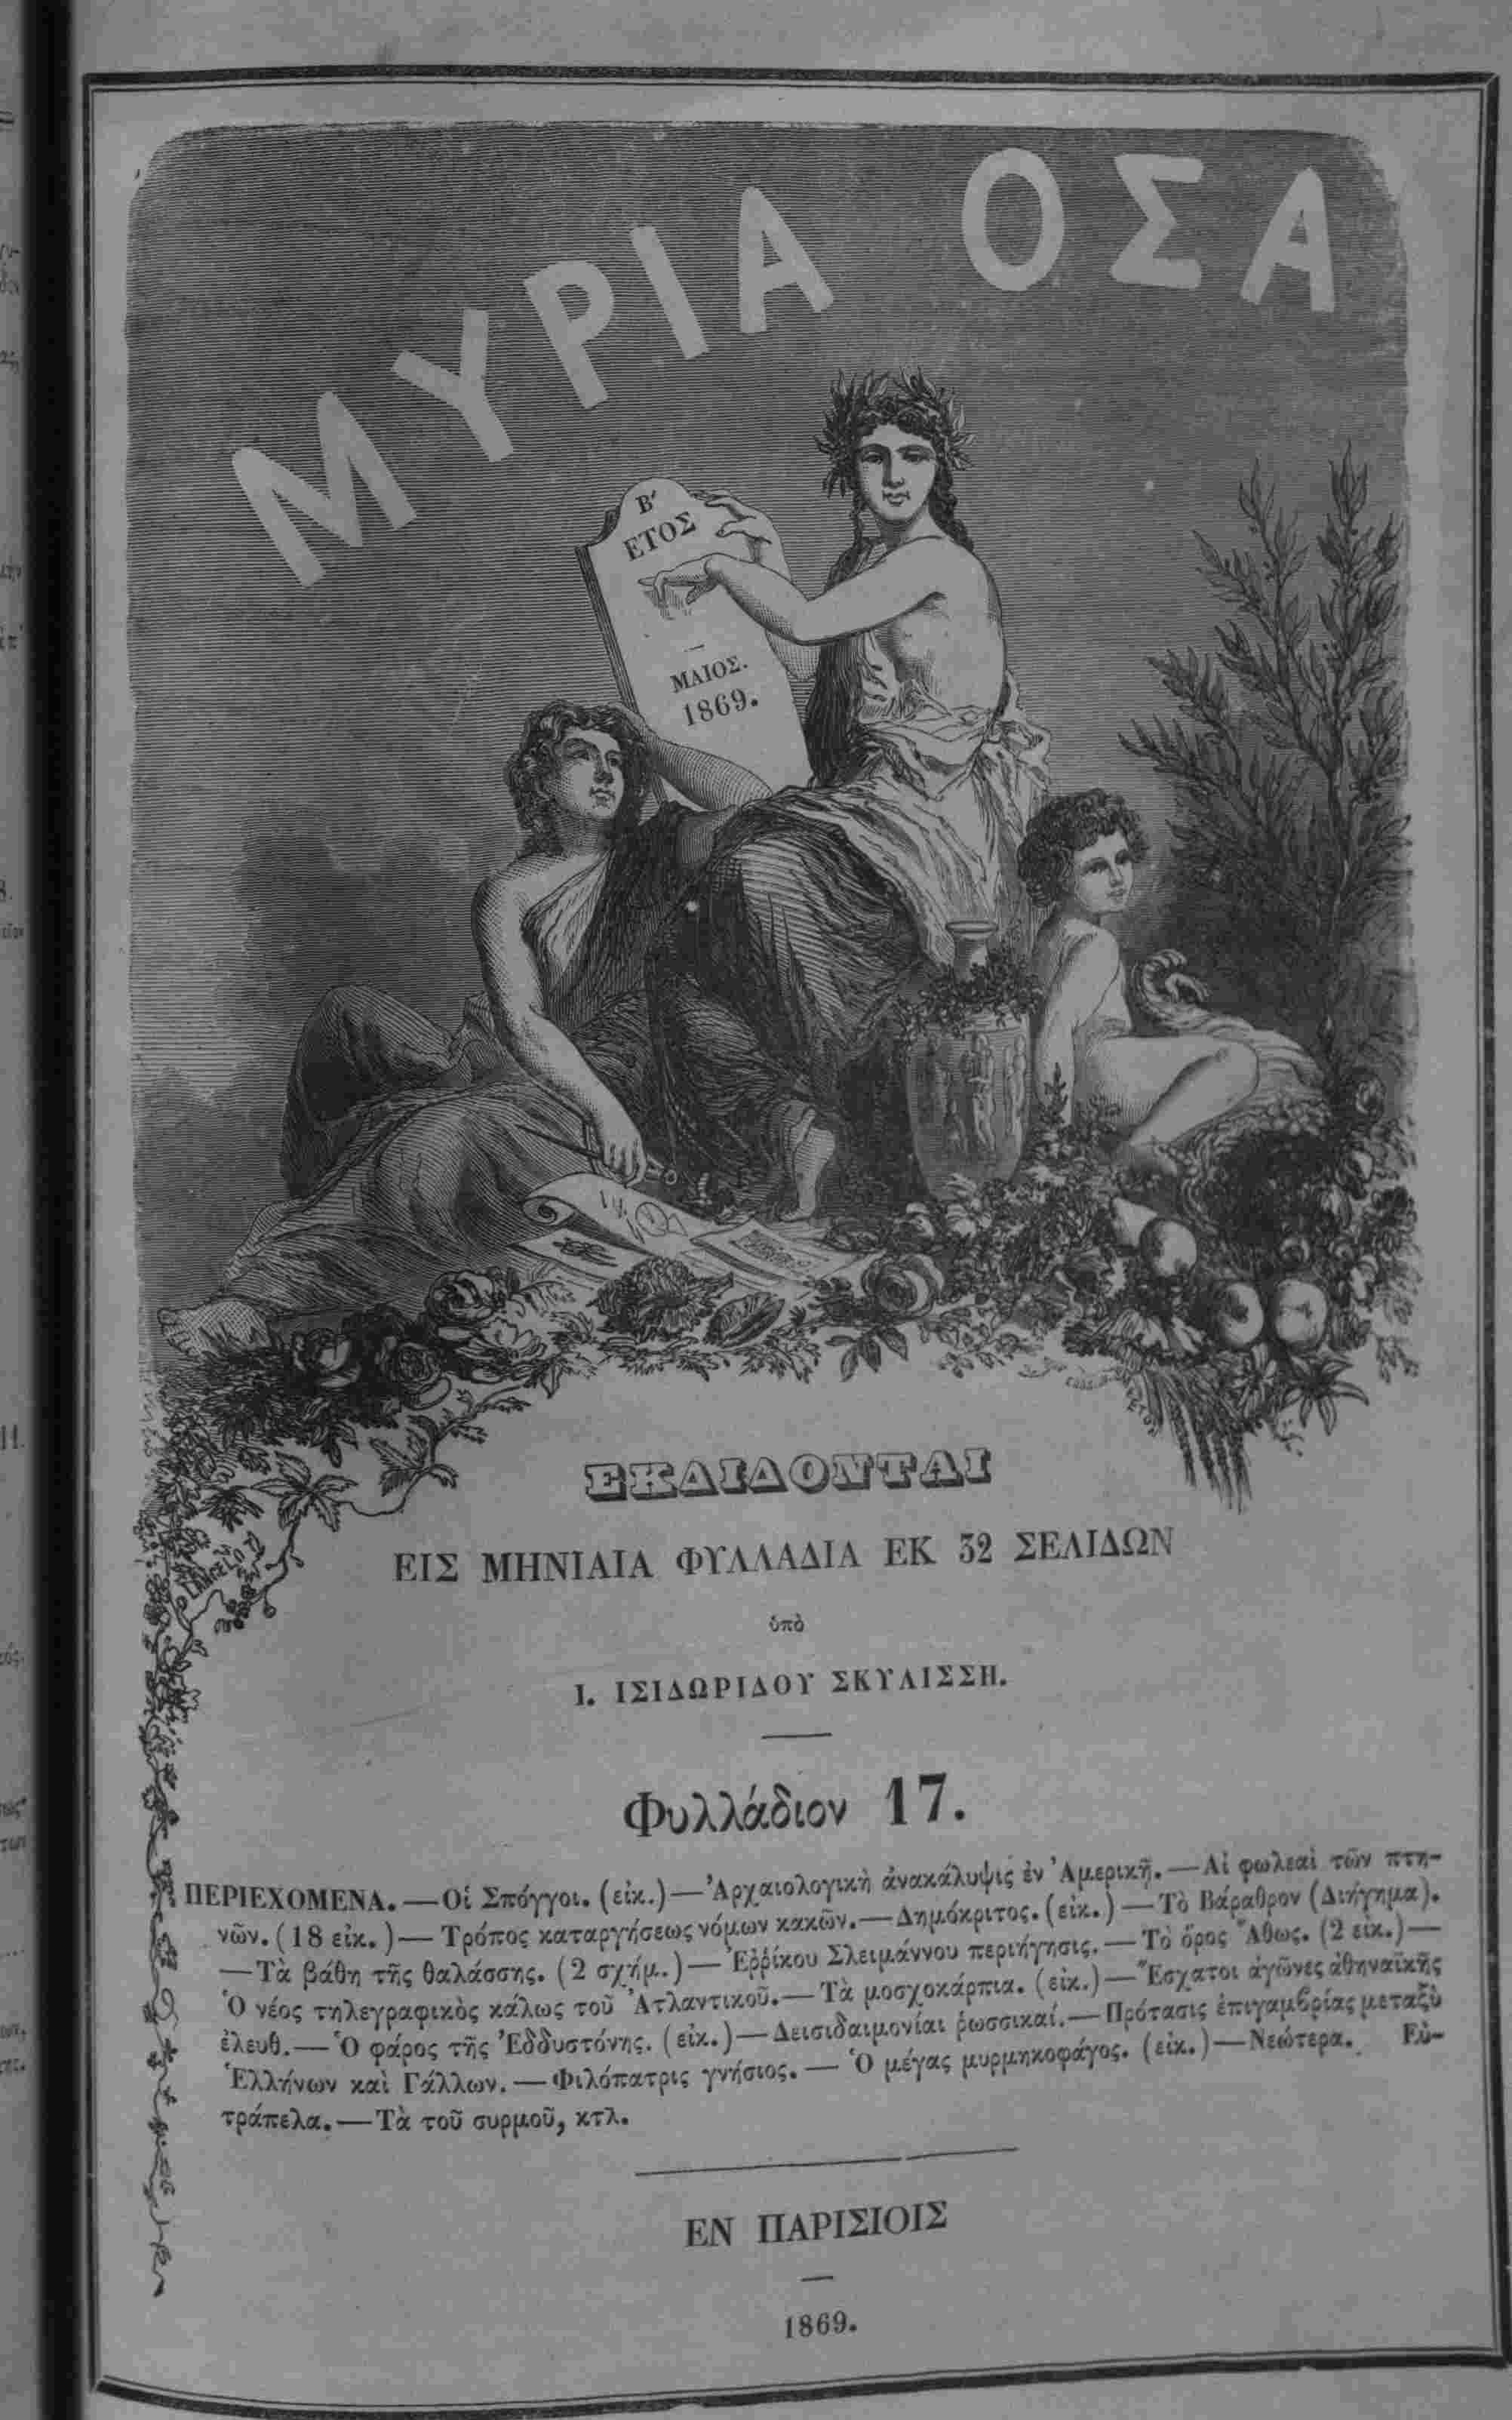 ΜΥΡΙΑ ΟΣΑ
Β'
ΕΤΟΣ
ΜΑΙΟΣ.
1869.
ΕΚΔΙΔΟΝΤΑΙ
ΕΙΣ ΜΗΝΙΑΙΑ ΦΥΛΛΑΔΙΑ ΕΚ 32 ΣΕΛΙΔΩΝ
ὑπὸ
Ι. ΙΣΙΔΩΡΙΔΟΥ ΣΚΥΛΙΣΣΗ.
Φυλλάδιον 17.
ΠΕΡΙΕΧΟΜΕΝΑ. — Οἱ Σπόγγοι. (εἰκ.) — Ἀρχαιολογικὴ ἀνακάλυψις ἐν Ἀμερικῇ. — Αἱ φωλεαὶ τῶν πτη-
νῶν. (18 εἰκ.) — Τρόπος καταργήσεως νόμων κακῶν. — Δημόκριτος. (εἰκ.) — Τὸ Βάραθρον (Διήγημα).
— Τὰ βάθη τῆς θαλάσσης. (2 σχήμ.) — Ἐῤῥίκου Σλειμάννου περιήγησις. — Τὸ ὄρος Ἄθως. (2 εἰκ.) —
Ὁ νέος τηλεγραφικὸς κάλως τοῦ Ἀτλαντικοῦ. — Τὰ μοσχοκάρπια. (εἰκ.) — Ἔσχατοι ἀγῶνες ἀθηναϊκῆς
ἐλευθ. — Ὁ φάρος τῆς Ἐδδυστόνης. (εἰκ.) — Δεισιδαιμονίαι ῥωσσικαί. — Πρότασις ἐπιγαμβρίας μεταξὺ
Ἑλλήνων καὶ Γάλλων. — Φιλόπατρις γνήσιος. — Ὁ μέγας μυρμηκοφάγος. (εἰκ.) — Νεώτερα. Εὐ-
τράπελα. — Τὰ τοῦ συρμοῦ, κτλ.
ΕΝ ΠΑΡΙΣΙΟΙΣ
1869.